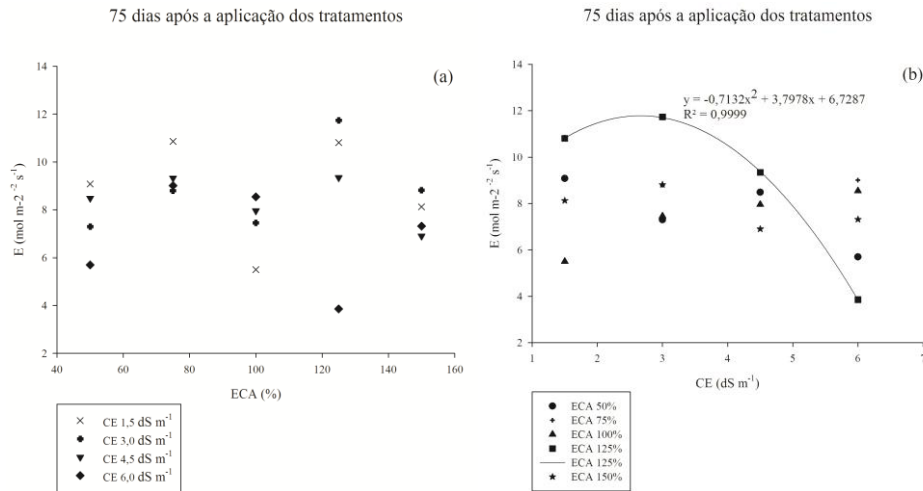 75 dias após a aplicação dos tratamentos
(a)
E (mol m-2 -2 s-1)
14
12
10
8
6
4
2
40
60
80
100
120
140
160
ECA (%)
CE 1,5 dS m-1
CE 3,0 dS m-1
CE 4,5 dS m-1
CE 6,0 dS m-1
75 dias após a aplicação dos tratamentos
(b)
y = -0,7132x2 + 3,7978x + 6,7287
R² = 0,9999
E (mol m-2 -2 s-1)
14
12
10
8
6
4
2
1
2
3
4
5
6
7
CE (dS m-1)
ECA 50%
ECA 75%
ECA 100%
ECA 125%
ECA 125%
ECA 150%